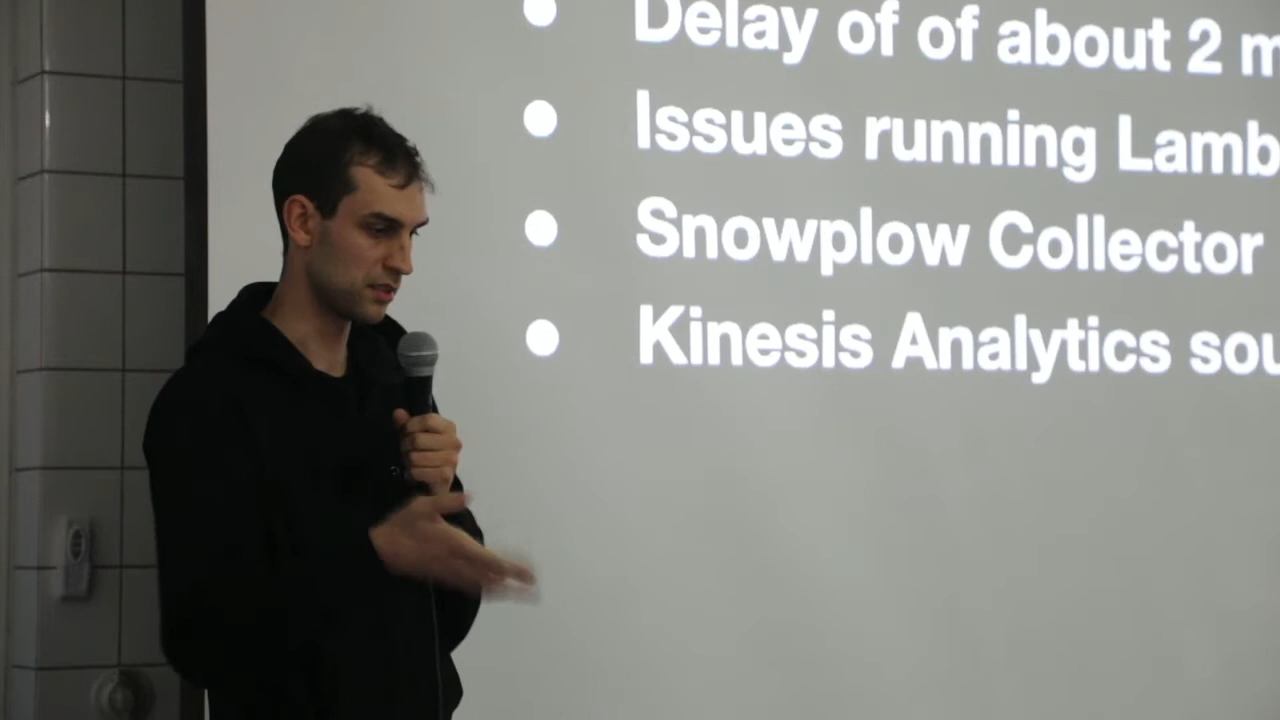 Delay of of about 2
Issues running
Snowplow Collector
Kinesis Analytics